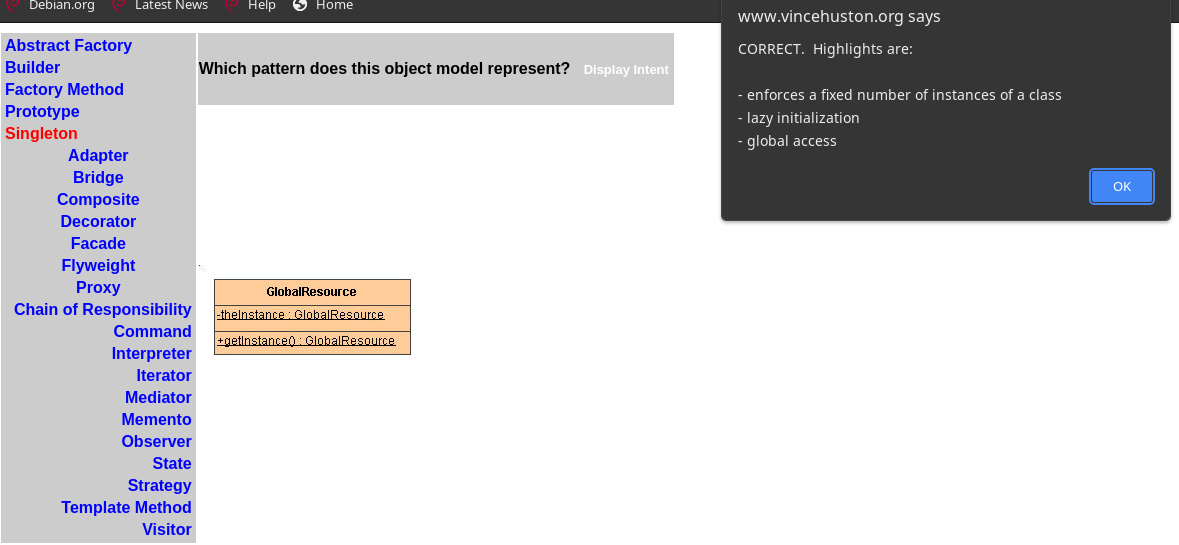 Debian.org Latest News Help Home
Abstract Factory
Builder
Factory Method
Prototype
Singleton
Adapter
Bridge
Composite
Decorator
Facade
Flyweight
Proxy
Chain of Responsibility
Command
Interpreter
Iterator
Mediator
Memento
Observer
State
Strategy
Template Method
Visitor
Which pattern does this object model represent? Display Intent
GlobalResource
-theInstance : GlobalResource
+getInstance() : GlobalResource
www.vincehuston.org says
CORRECT.  Highlights are:
- enforces a fixed number of instances of a class
- lazy initialization
- global access
OK